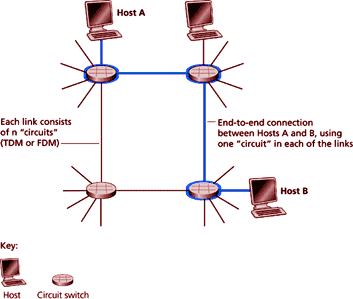 Host A
Each link consists
of n “circuits”
(TDM or FDM)
End-to-end connection
between Hosts A and B, using
one “circuit” in each of the links
Host B
Key:
Host
Circuit switch